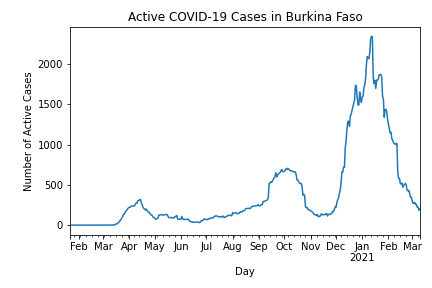 Active COVID-19 Cases in Burkina Faso
Number of Active Cases
2000
1500
1000
500
0
Feb Mar Apr May Jun Jul Aug Sep Oct Nov Dec Jan Feb Mar
2021
Day